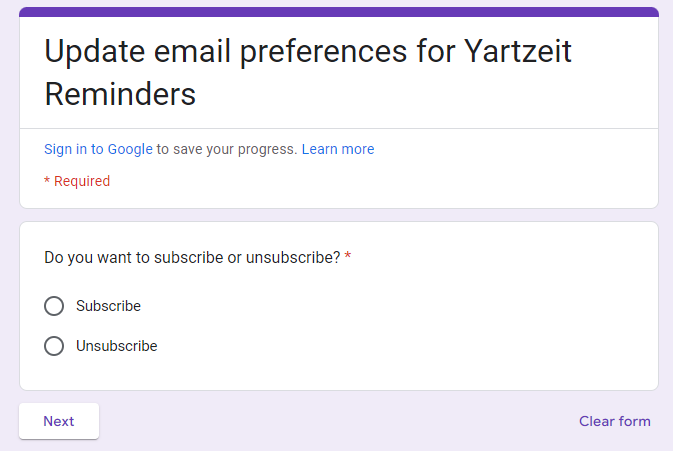 Update email preferences for Yartzeit
Reminders
Sign in to Google to save your progress. Learn more
* Required
Do you want to subscribe or unsubscribe? *
Subscribe
Unsubscribe
Next
Clear form